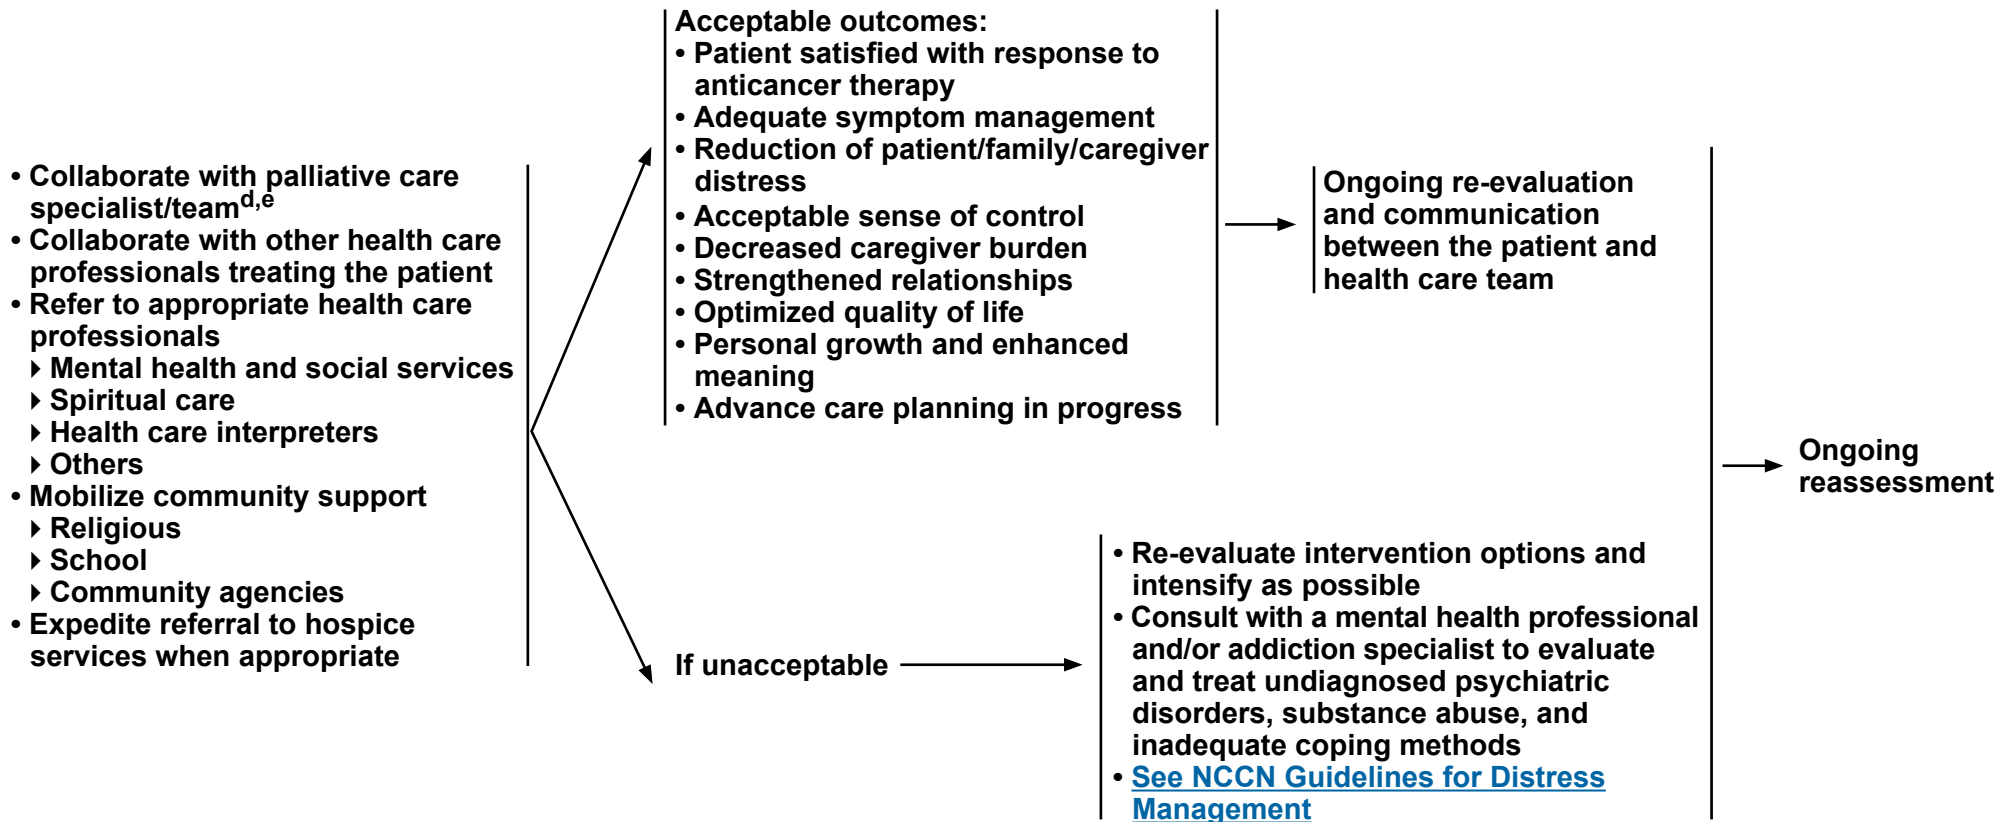 • Collaborate with palliative care
specialist/team^d,e
• Collaborate with other health care
professionals treating the patient
• Refer to appropriate health care
professionals
▸ Mental health and social services
▸ Spiritual care
▸ Health care interpreters
▸ Others
• Mobilize community support
▸ Religious
▸ School
▸ Community agencies
• Expedite referral to hospice
services when appropriate
Acceptable outcomes:
• Patient satisfied with response to
anticancer therapy
• Adequate symptom management
• Reduction of patient/family/caregiver
distress
• Acceptable sense of control
• Decreased caregiver burden
• Strengthened relationships
• Optimized quality of life
• Personal growth and enhanced
meaning
• Advance care planning in progress
Ongoing re-evaluation
and communication
between the patient and
health care team
If unacceptable
• Re-evaluate intervention options and
intensify as possible
• Consult with a mental health professional
and/or addiction specialist to evaluate
and treat undiagnosed psychiatric
disorders, substance abuse, and
inadequate coping methods
• See NCCN Guidelines for Distress
Management
Ongoing
reassessment